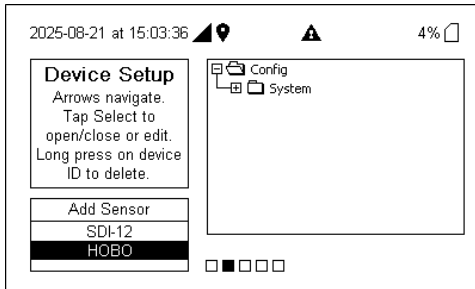 2025-08-21 at 15:03:36
4%
Device Setup
Arrows navigate.
Tap Select to
open/close or edit.
Long press on device
ID to delete.
Config
System
Add Sensor
SDI-12
HOBO